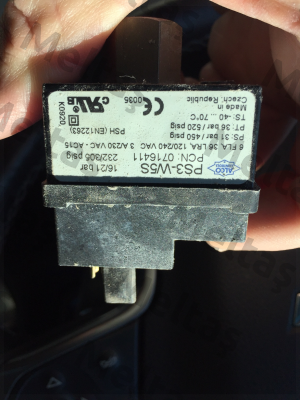 ALCO
PS3-W5S
PCN: 0716411
16/21 bar
232/305 psig
6 FLA, 36 LRA, 120/240 VAC 3 A/230 VAC - AC15
PS: 31 bar / 450 psig
PT: 36 bar / 520 psig
TS: -40 ... 70°C
PSH (EN12263)
Made in
Czech. Republic
0035
K0920